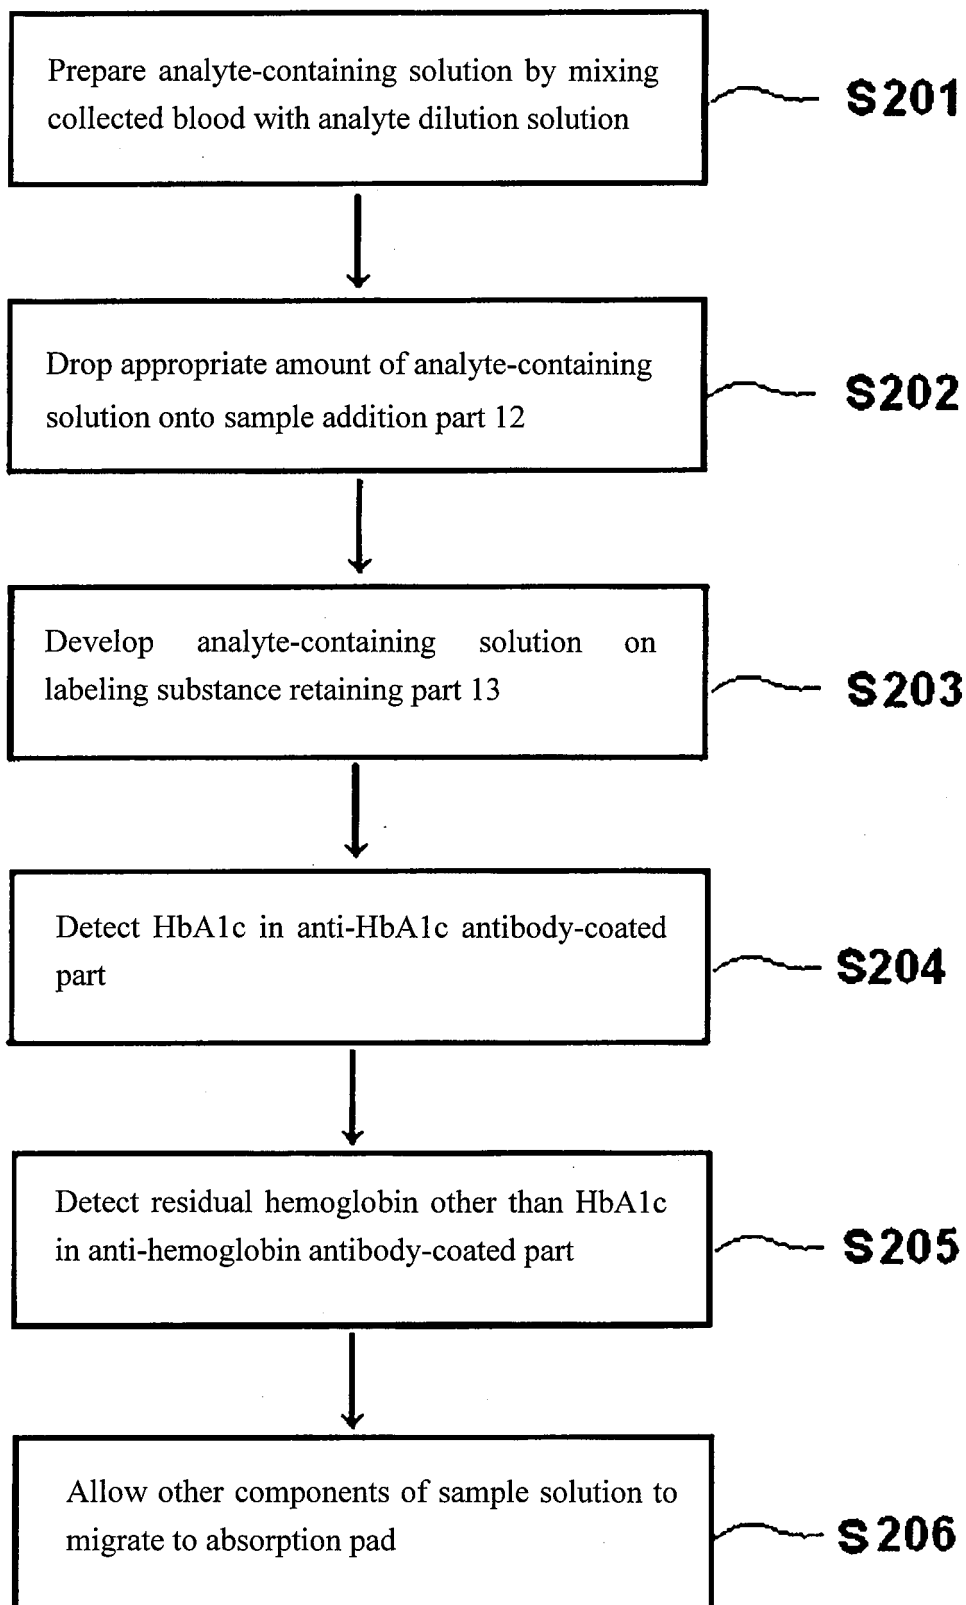 Prepare analyte-containing solution by mixing
collected blood with analyte dilution solution
S201
Drop appropriate amount of analyte-containing
solution onto sample addition part 12
S202
Develop analyte-containing solution on
labeling substance retaining part 13
S203
Detect HbA1c in anti-HbA1c antibody-coated
part
S204
Detect residual hemoglobin other than HbA1c
in anti-hemoglobin antibody-coated part
S205
Allow other components of sample solution to
migrate to absorption pad
S206